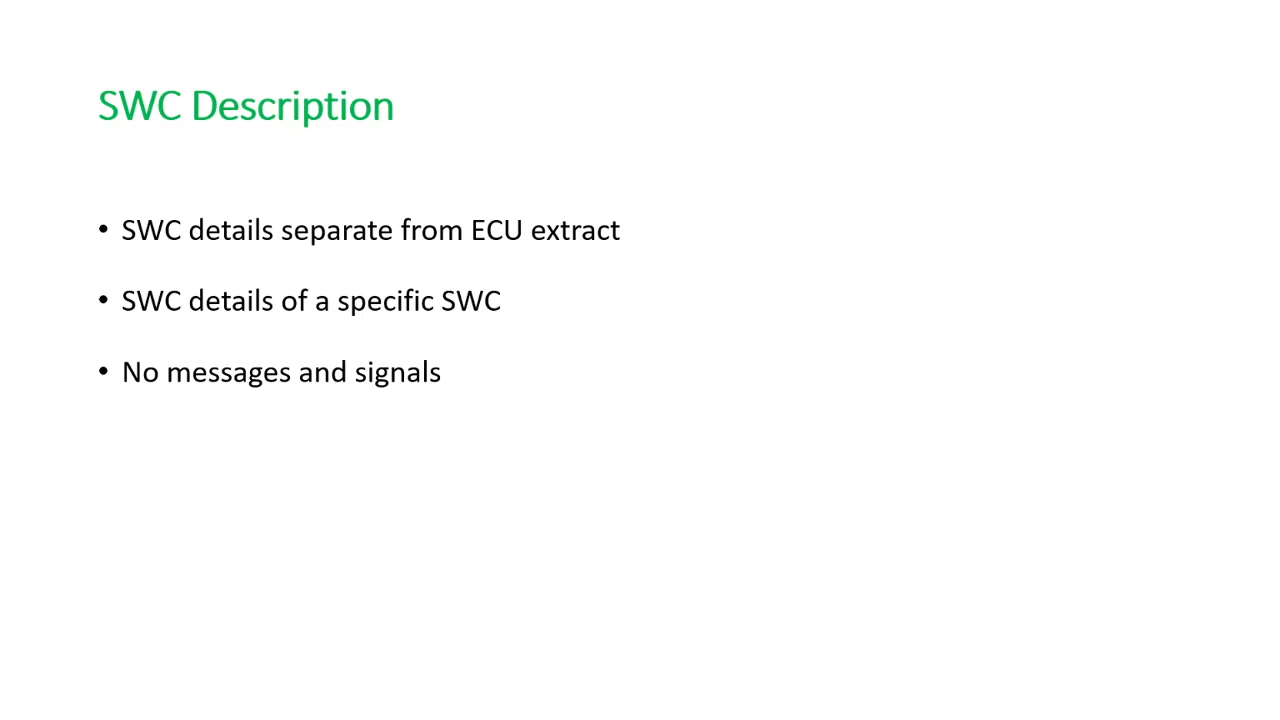 SWC Description
• SWC details separate from ECU extract
• SWC details of a specific SWC
• No messages and signals